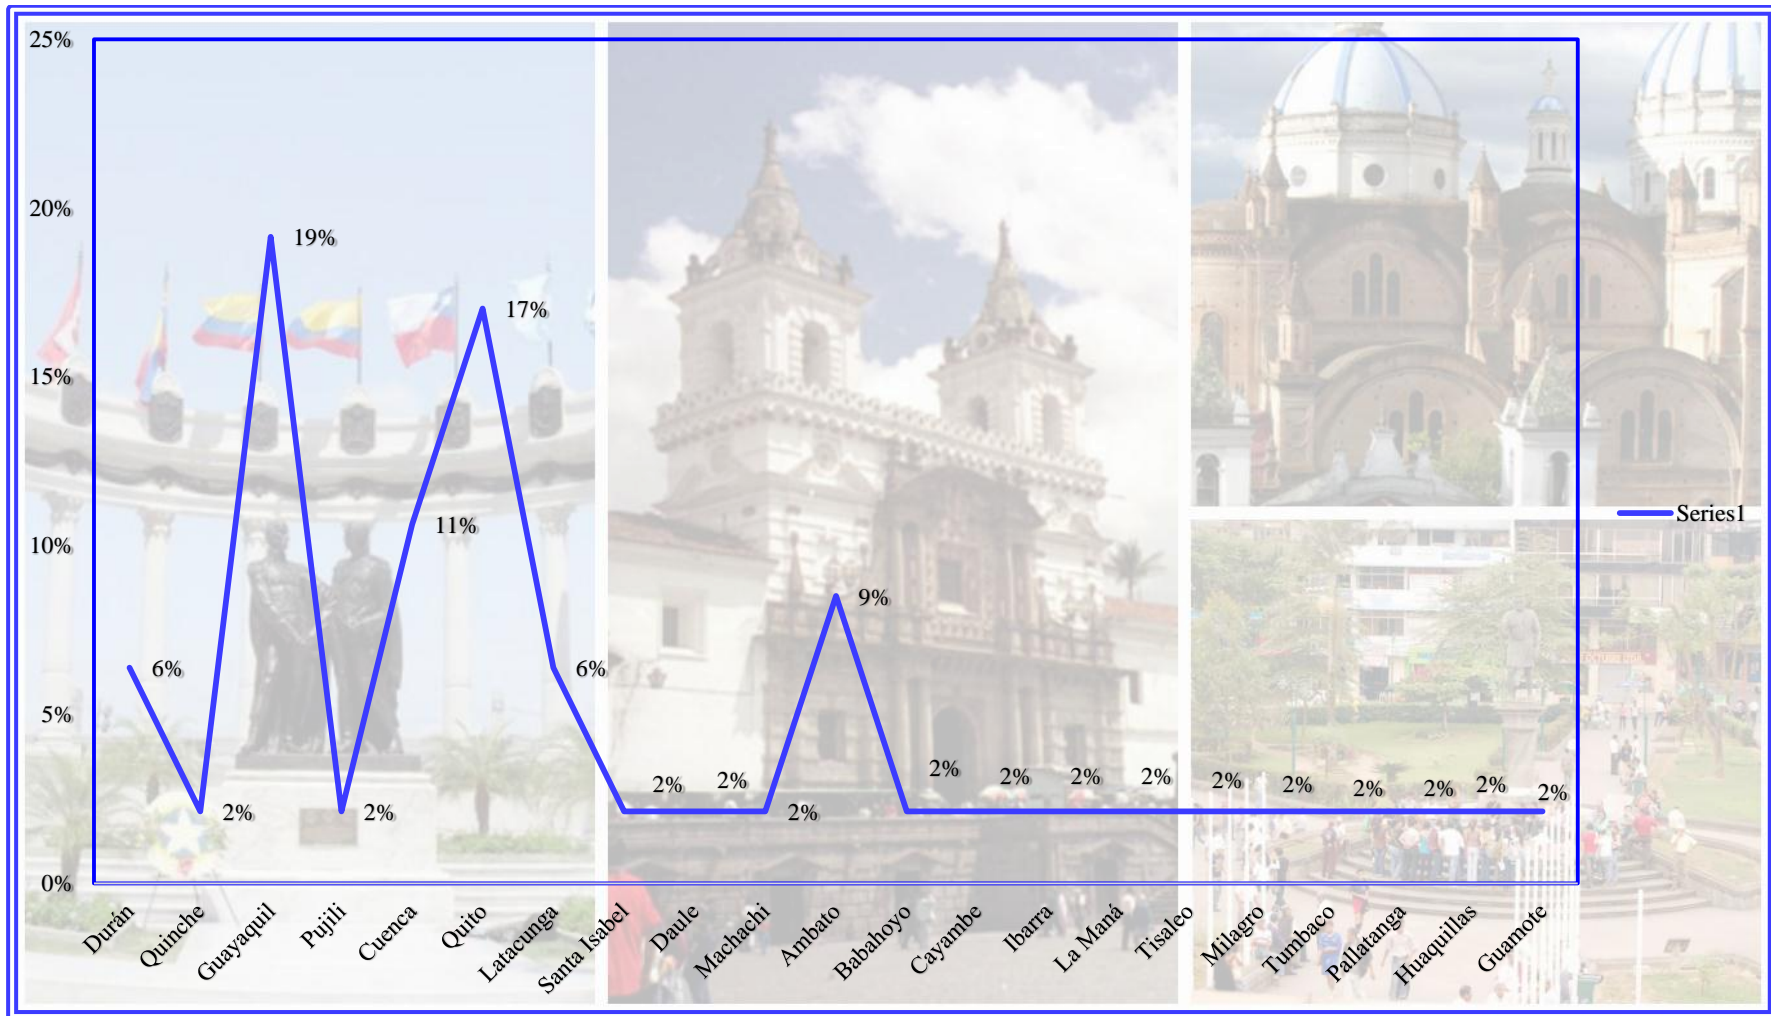 25%
20%
15%
10%
5%
0%
6%
2%
19%
2%
11%
17%
6%
2%
2%
2%
9%
2%
2%
2%
2%
2%
2%
2%
2%
2%
2%
Durán
Quinche
Guayaquil
Pujili
Cuenca
Quito
Latacunga
Santa Isabel
Daule
Machachi
Ambato
Babahoyo
Cayambe
Ibarra
La Maná
Tisaleo
Milagro
Tumbaco
Pallatanga
Huaquillas
Guamote
Series1